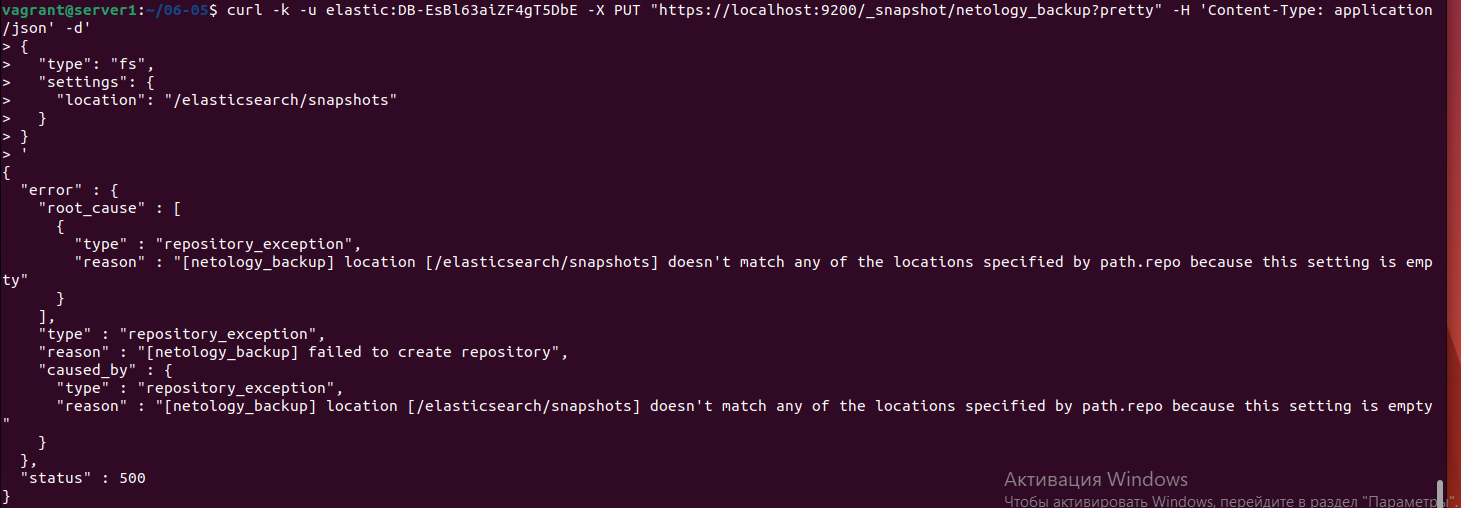 vagrant@server1:~/06-05$ curl -k -u elastic:DB-EsBl63aiZF4gT5DbE -X PUT "https://localhost:9200/_snapshot/netology_backup?pretty" -H 'Content-Type: application
/json' -d'
> {
>   "type": "fs",
>   "settings": {
>     "location": "/elasticsearch/snapshots"
>   }
> }
> '
{
  "error" : {
    "root_cause" : [
      {
        "type" : "repository_exception",
        "reason" : "[netology_backup] location [/elasticsearch/snapshots] doesn't match any of the locations specified by path.repo because this setting is emp
ty"
      }
    ],
    "type" : "repository_exception",
    "reason" : "[netology_backup] failed to create repository",
    "caused_by" : {
      "type" : "repository_exception",
      "reason" : "[netology_backup] location [/elasticsearch/snapshots] doesn't match any of the locations specified by path.repo because this setting is empty
"
    }
  },
  "status" : 500
}
Активация Windows
Чтобы активировать Windows, перейдите в раздел "Параметры".